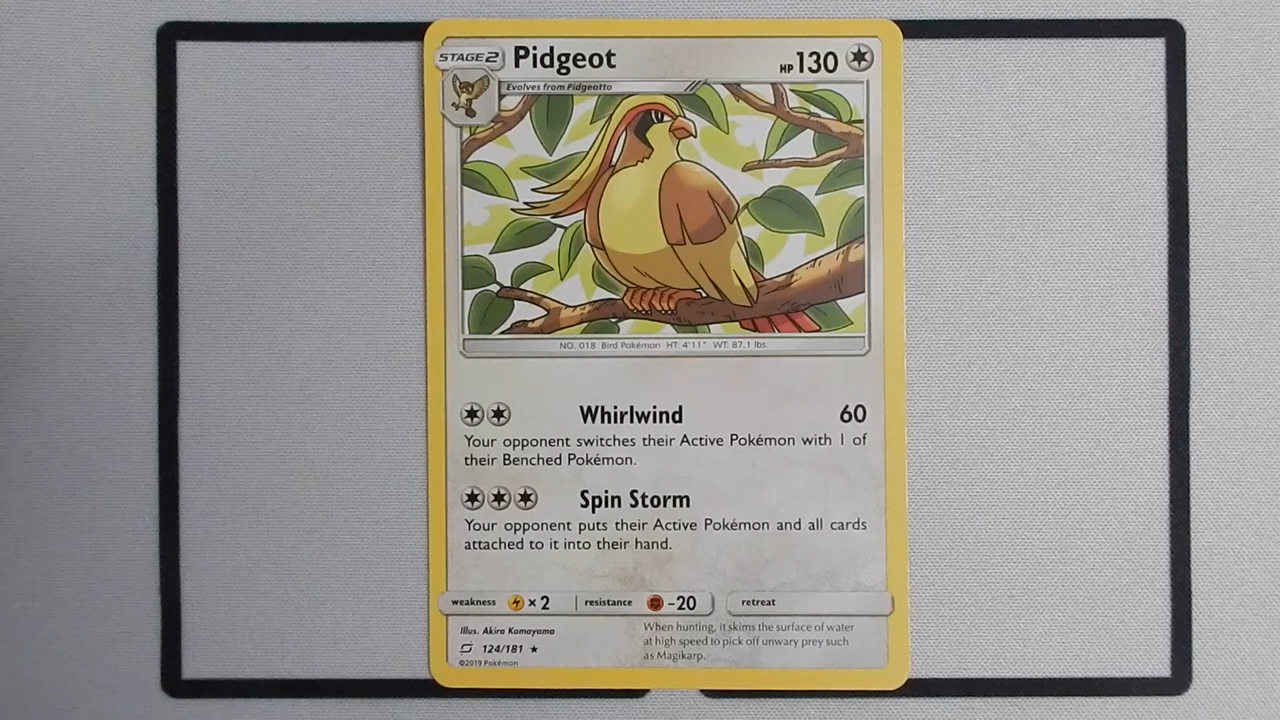 STAGE2 Pidgeot HP 130
Evolves from Pidgeotto
NO. 018 Bird Pokémon HT: 4'11" WT: 87.1 lbs.
Whirlwind 60
Your opponent switches their Active Pokémon with 1 of
their Benched Pokémon.
Spin Storm
Your opponent puts their Active Pokémon and all cards
attached to it into their hand.
weakness ×2 resistance -20 retreat
Illus. Akira Komayama
When hunting, it skims the surface of water
at high speed to pick off unwary prey such
as Magikarp.
124/181 ★
©2019 Pokémon